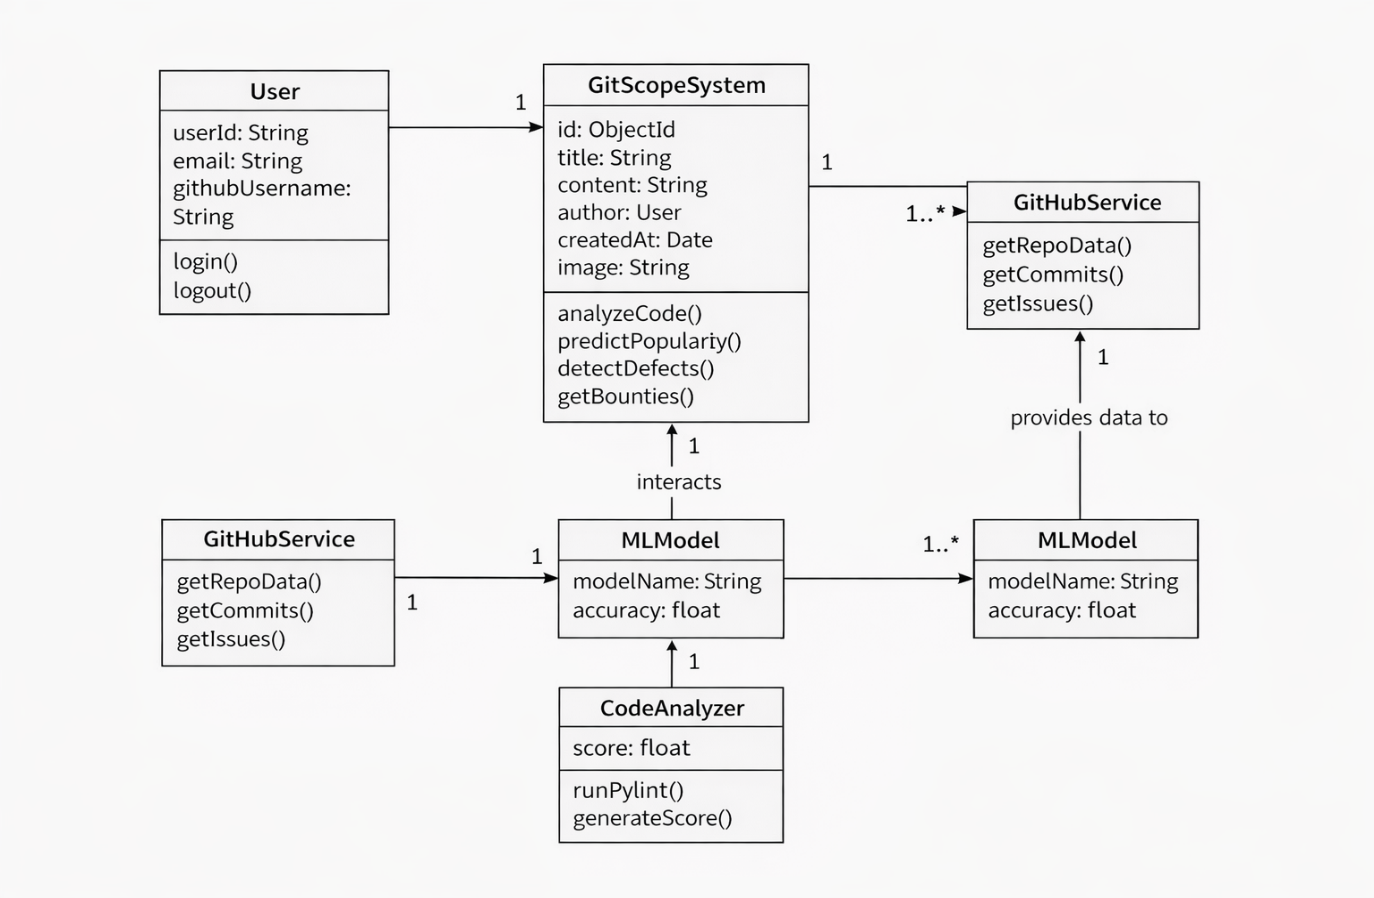 User
userId: String
email: String
githubUsername:
String
login()
logout()
1
GitScopeSystem
id: ObjectId
title: String
content: String
author: User
createdAt: Date
image: String
analyzeCode()
predictPopularıy()
detectDefects()
getBounties()
1
1..*
GitHubService
getRepoData()
getCommits()
getIssues()
1
provides data to
1
interacts
GitHubService
getRepoData()
getCommits()
getIssues()
1
1
MLModel
modelName: String
accuracy: float
1..*
MLModel
modelName: String
accuracy: float
1
CodeAnalyzer
score: float
runPylint()
generateScore()